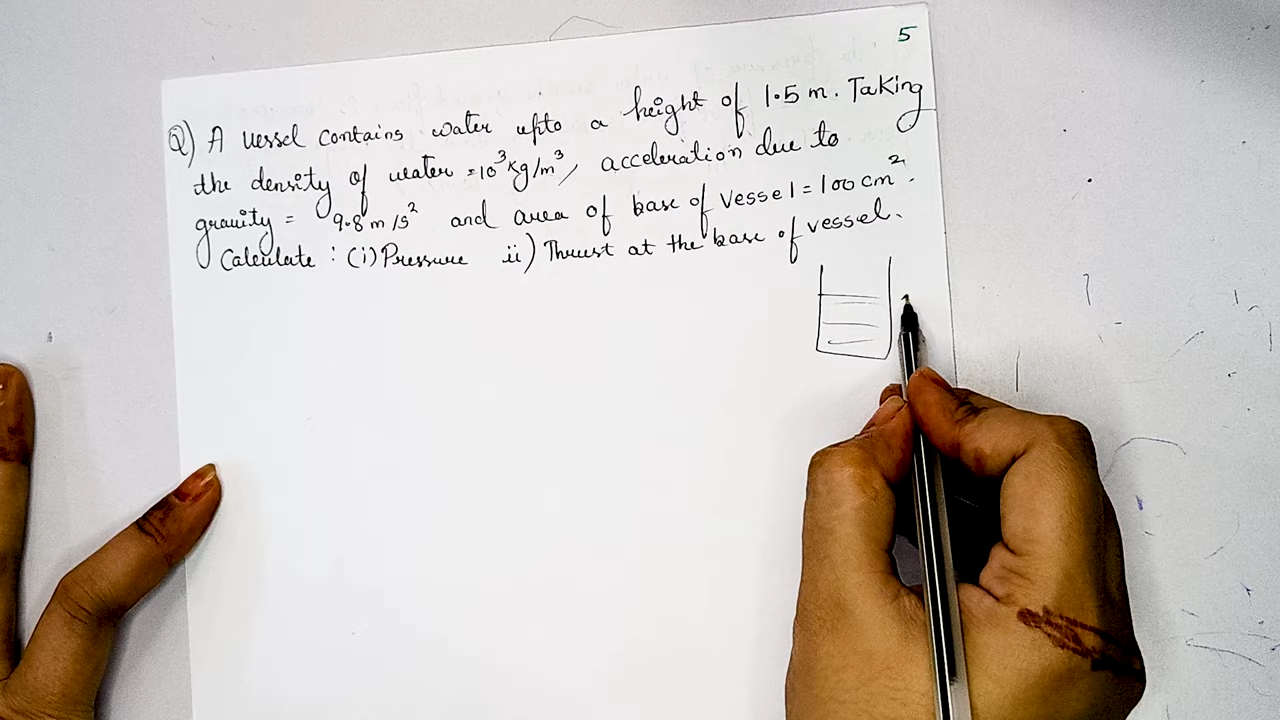 5
Q) A vessel contains water upto a height of 1.5 m. Taking
the density of water = 10³ kg/m³, acceleration due to
gravity = 9.8 m/s² and area of base of vessel = 100 cm².
Calculate : (i) Pressure ii) Thrust at the base of vessel.